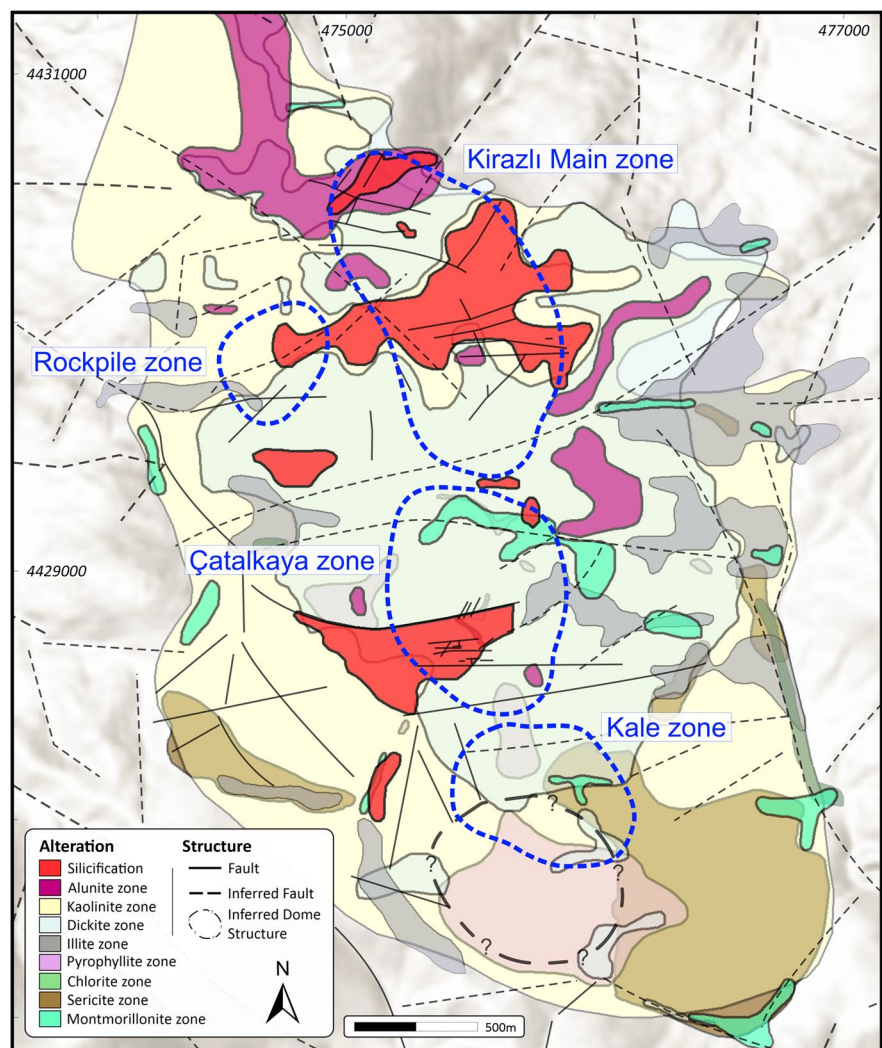 475000
477000
4431000
Kirazlı Main zone
Rockpile zone
Çatalkaya zone
4429000
Kale zone
?
?
?
?
?
?
Alteration
Silicification
Alunite zone
Kaolinite zone
Dickite zone
Illite zone
Pyrophyllite zone
Chlorite zone
Sericite zone
Montmorillonite zone
Structure
Fault
Inferred Fault
Inferred Dome
Structure
N
500m